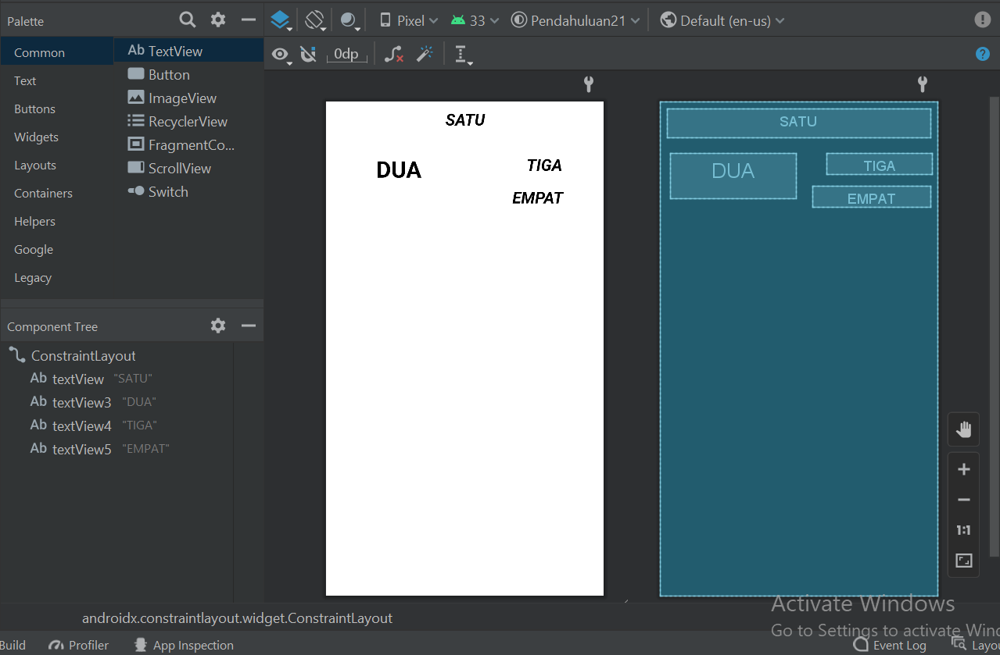 Palette
Pixel 33 Pendahuluan21 Default (en-us)
Common
Text
Buttons
Widgets
Layouts
Containers
Helpers
Google
Legacy
Ab TextView
Button
ImageView
RecyclerView
FragmentCo...
ScrollView
Switch
0dp
SATU
DUA
TIGA
EMPAT
SATU
DUA
TIGA
EMPAT
Component Tree
ConstraintLayout
Ab textView "SATU"
Ab textView3 "DUA"
Ab textView4 "TIGA"
Ab textView5 "EMPAT"
1:1
Activate Windows
Go to Settings to activate Wind
androidx.constraintlayout.widget.ConstraintLayout
Build Profiler App Inspection Event Log Layou